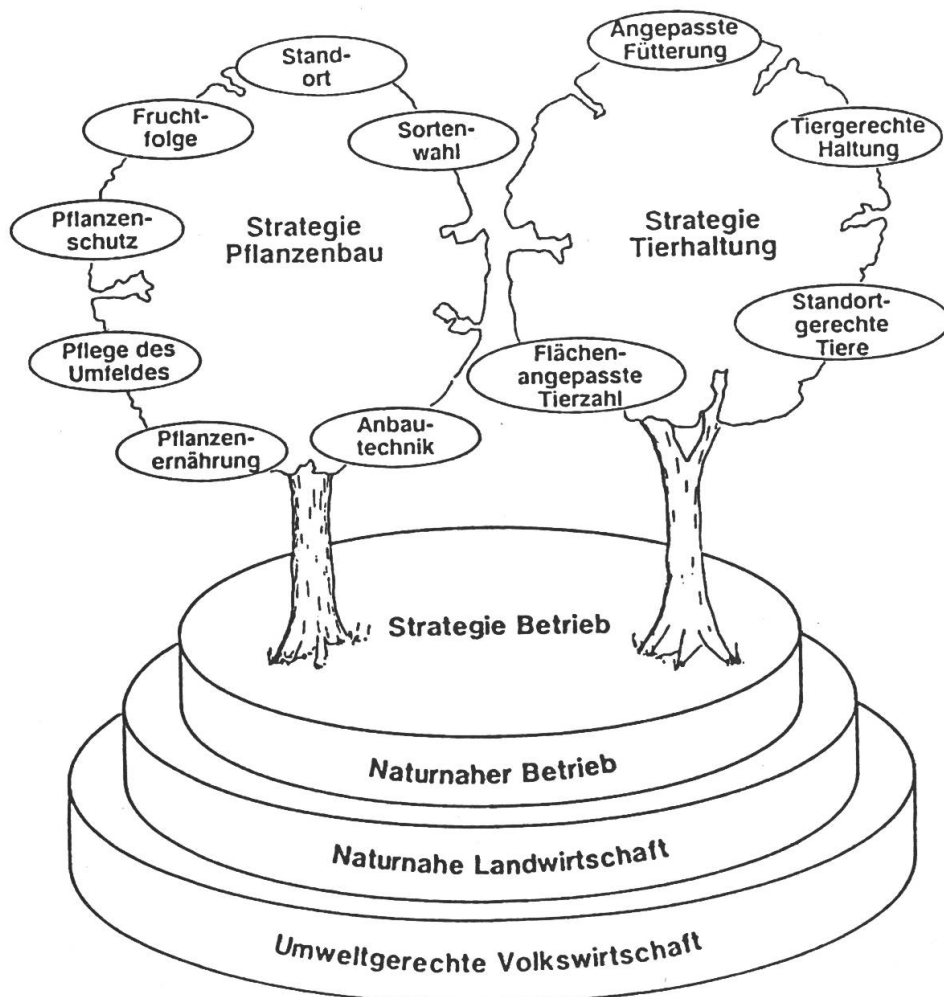 Stand-
ort
Frucht-
folge
Sorten-
wahl
Pflanzen-
schutz
Strategie
Pflanzenbau
Pflege des
Umfeldes
Pflanzen-
ernährung
Anbau-
technik
Angepasste
Fütterung
Tiergerechte
Haltung
Strategie
Tierhaltung
Standort-
gerechte
Tiere
Flächen-
angepasste
Tierzahl
Strategie Betrieb
Naturnaher Betrieb
Naturnahe Landwirtschaft
Umweltgerechte Volkswirtschaft